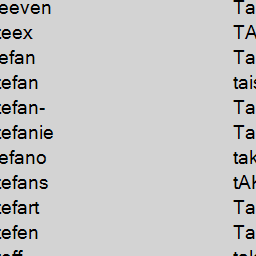 eeven Ta
teex TA
efan Ta
tefan tais
tefan- Ta
tefanie Ta
efano tak
tefans tAK
tefart Ta
tefen Ta